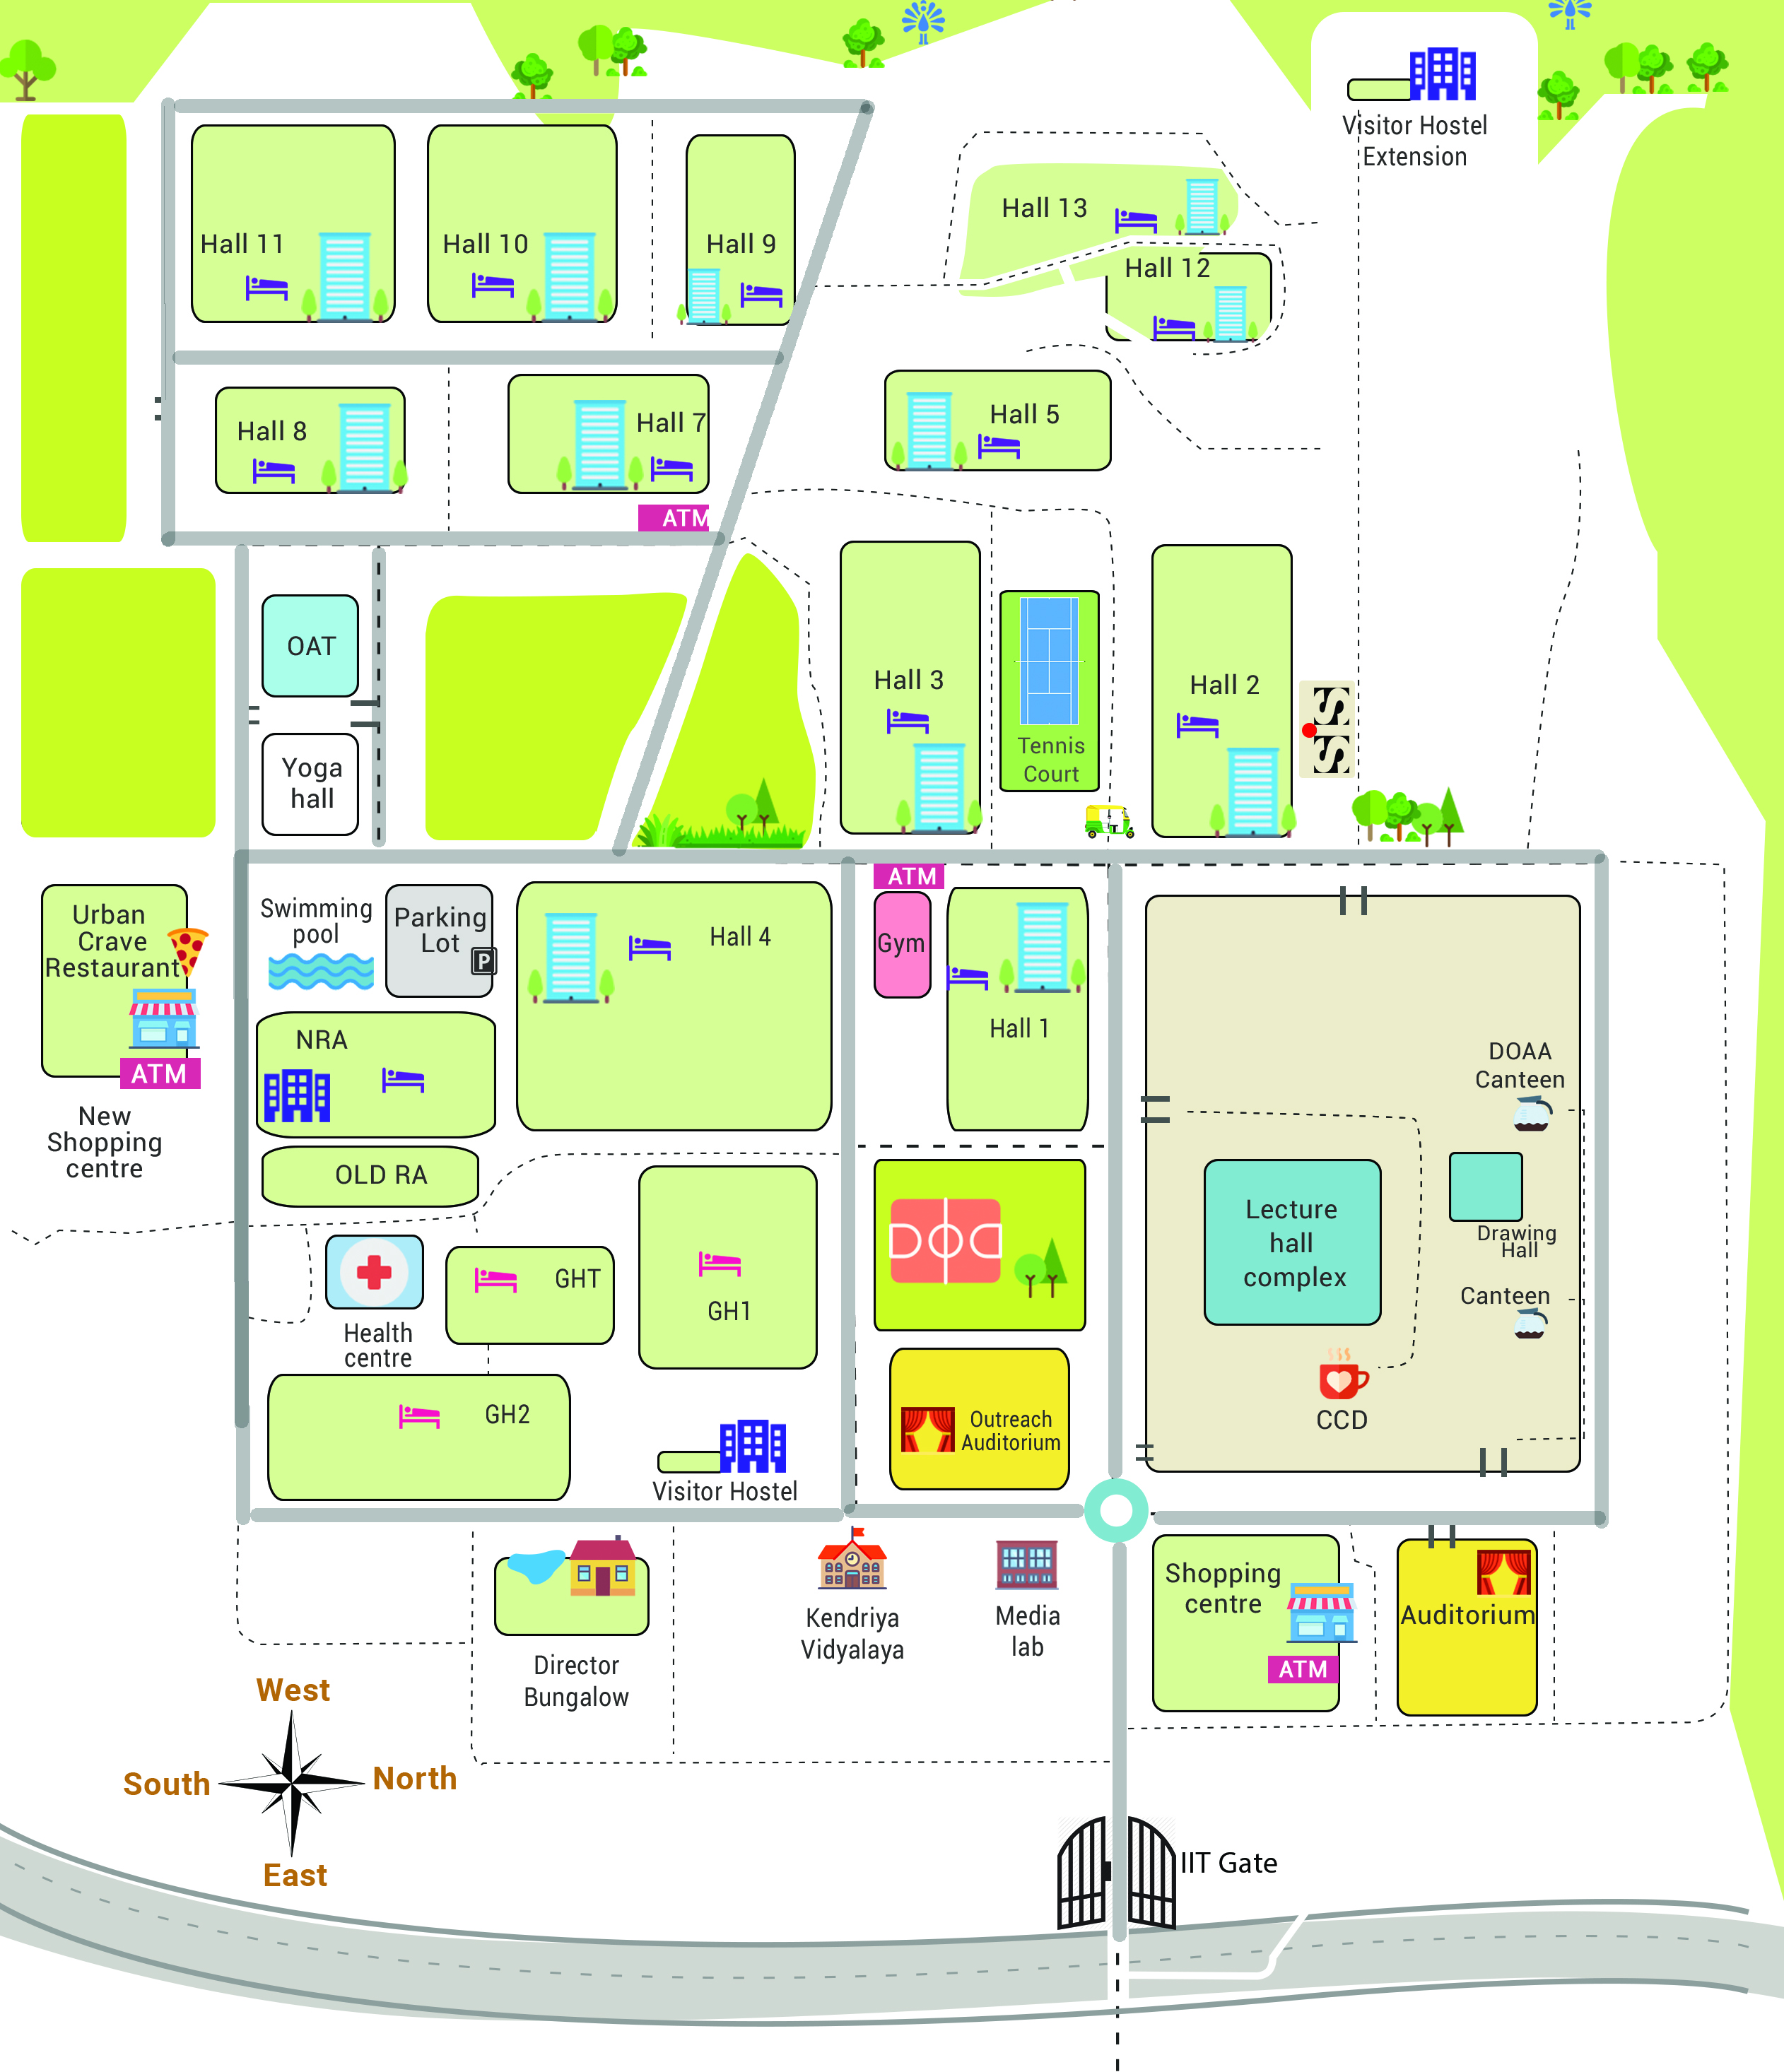 Visitor Hostel
Extension
Hall 13
Hall 11
Hall 10
Hall 9
Hall 12
Hall 8
Hall 7
Hall 5
ATM
OAT
Hall 3
Hall 2
SIS
Tennis
Court
Yoga
hall
ATM
Urban
Crave
Restaurant
Swimming
pool
Parking
Lot
P
Hall 4
Gym
Hall 1
NRA
DOAA
Canteen
ATM
New
Shopping
centre
OLD RA
Lecture
hall
complex
Drawing
Hall
GHT
GH1
Canteen
Health
centre
GH2
Outreach
Auditorium
CCD
Visitor Hostel
Shopping
centre
Auditorium
Kendriya
Vidyalaya
Media
lab
ATM
Director
Bungalow
West
South
North
East
IIT Gate